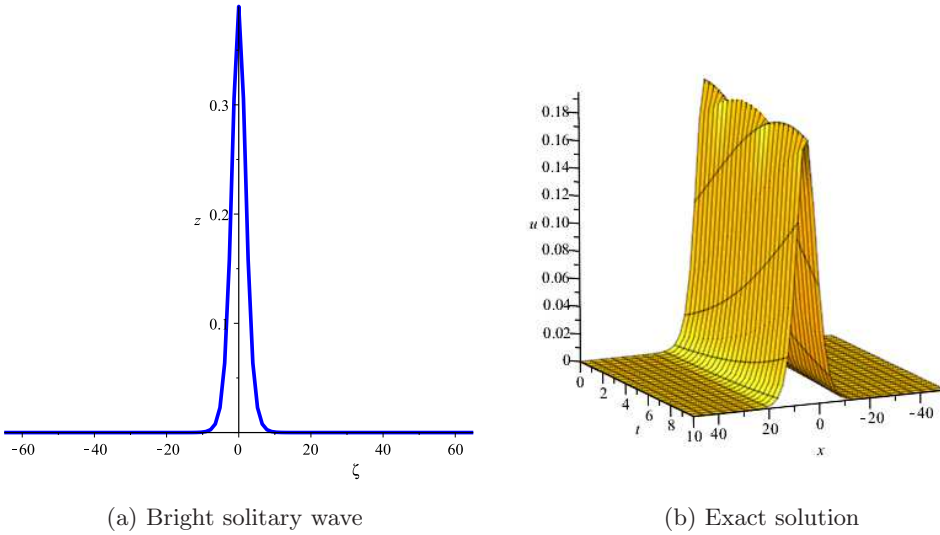 0.3
z
0.2
0.1
-60 -40 -20 0 20 40 60
ζ
(a) Bright solitary wave
0.18
0.16
0.14
0.12
u 0.10
0.08
0.06
0.04
0.02
0
0 2 4 6 8 10
t
40 20 0 -20 -40
x
(b) Exact solution